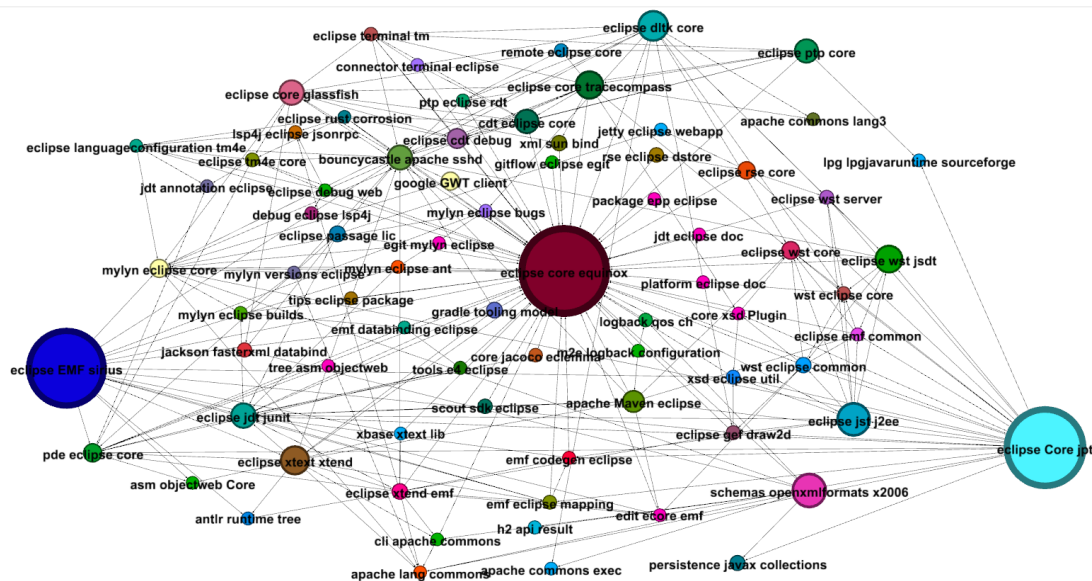 eclipse dltk core
eclipse terminal tm
remote eclipse core
eclipse ptp core
connector terminal eclipse
eclipse core tracecompass
eclipse core glassfish
ptp eclipse rdt
eclipse rust corrosion
cdt eclipse core
apache commons lang3
lsp4j eclipse jsonrpc
eclipse cdt debug
jetty eclipse webapp
xml sun bind
eclipse languageconfiguration tm4e
eclipse tm4e core
bouncycastle apache sshd
rse eclipse dstore
gitflow eclipse egit
lpg lpgjavaruntime sourceforge
eclipse rse core
google GWT client
jdt annotation eclipse
eclipse debug web
package epp eclipse
eclipse wst server
debug eclipse lsp4j
mylyn eclipse bugs
eclipse passage lic
jdt eclipse doc
egit mylyn eclipse
eclipse wst core
eclipse wst jsdt
mylyn eclipse core
mylyn versions eclipse
mylyn eclipse ant
eclipse core equinox
platform eclipse doc
wst eclipse core
tips eclipse package
mylyn eclipse builds
gradle tooling model
core xsd Plugin
logback qos ch
emf databinding eclipse
eclipse emf common
jackson fasterxml databind
core jacoco eclemma
m2e logback configuration
tree asm objectweb
tools e4 eclipse
wst eclipse common
eclipse EMF sirius
xsd eclipse util
scout sdk eclipse
apache Maven eclipse
eclipse jdt junit
eclipse jsf j2ee
xbase xtext lib
eclipse gef draw2d
eclipse Core jpt
pde eclipse core
eclipse xtext xtend
emf codegen eclipse
asm objectweb Core
eclipse xtend emf
schemas openxmlformats x2006
emf eclipse mapping
antlr runtime tree
edit ecore emf
h2 api result
cli apache commons
persistence javax collections
apache lang commons
apache commons exec